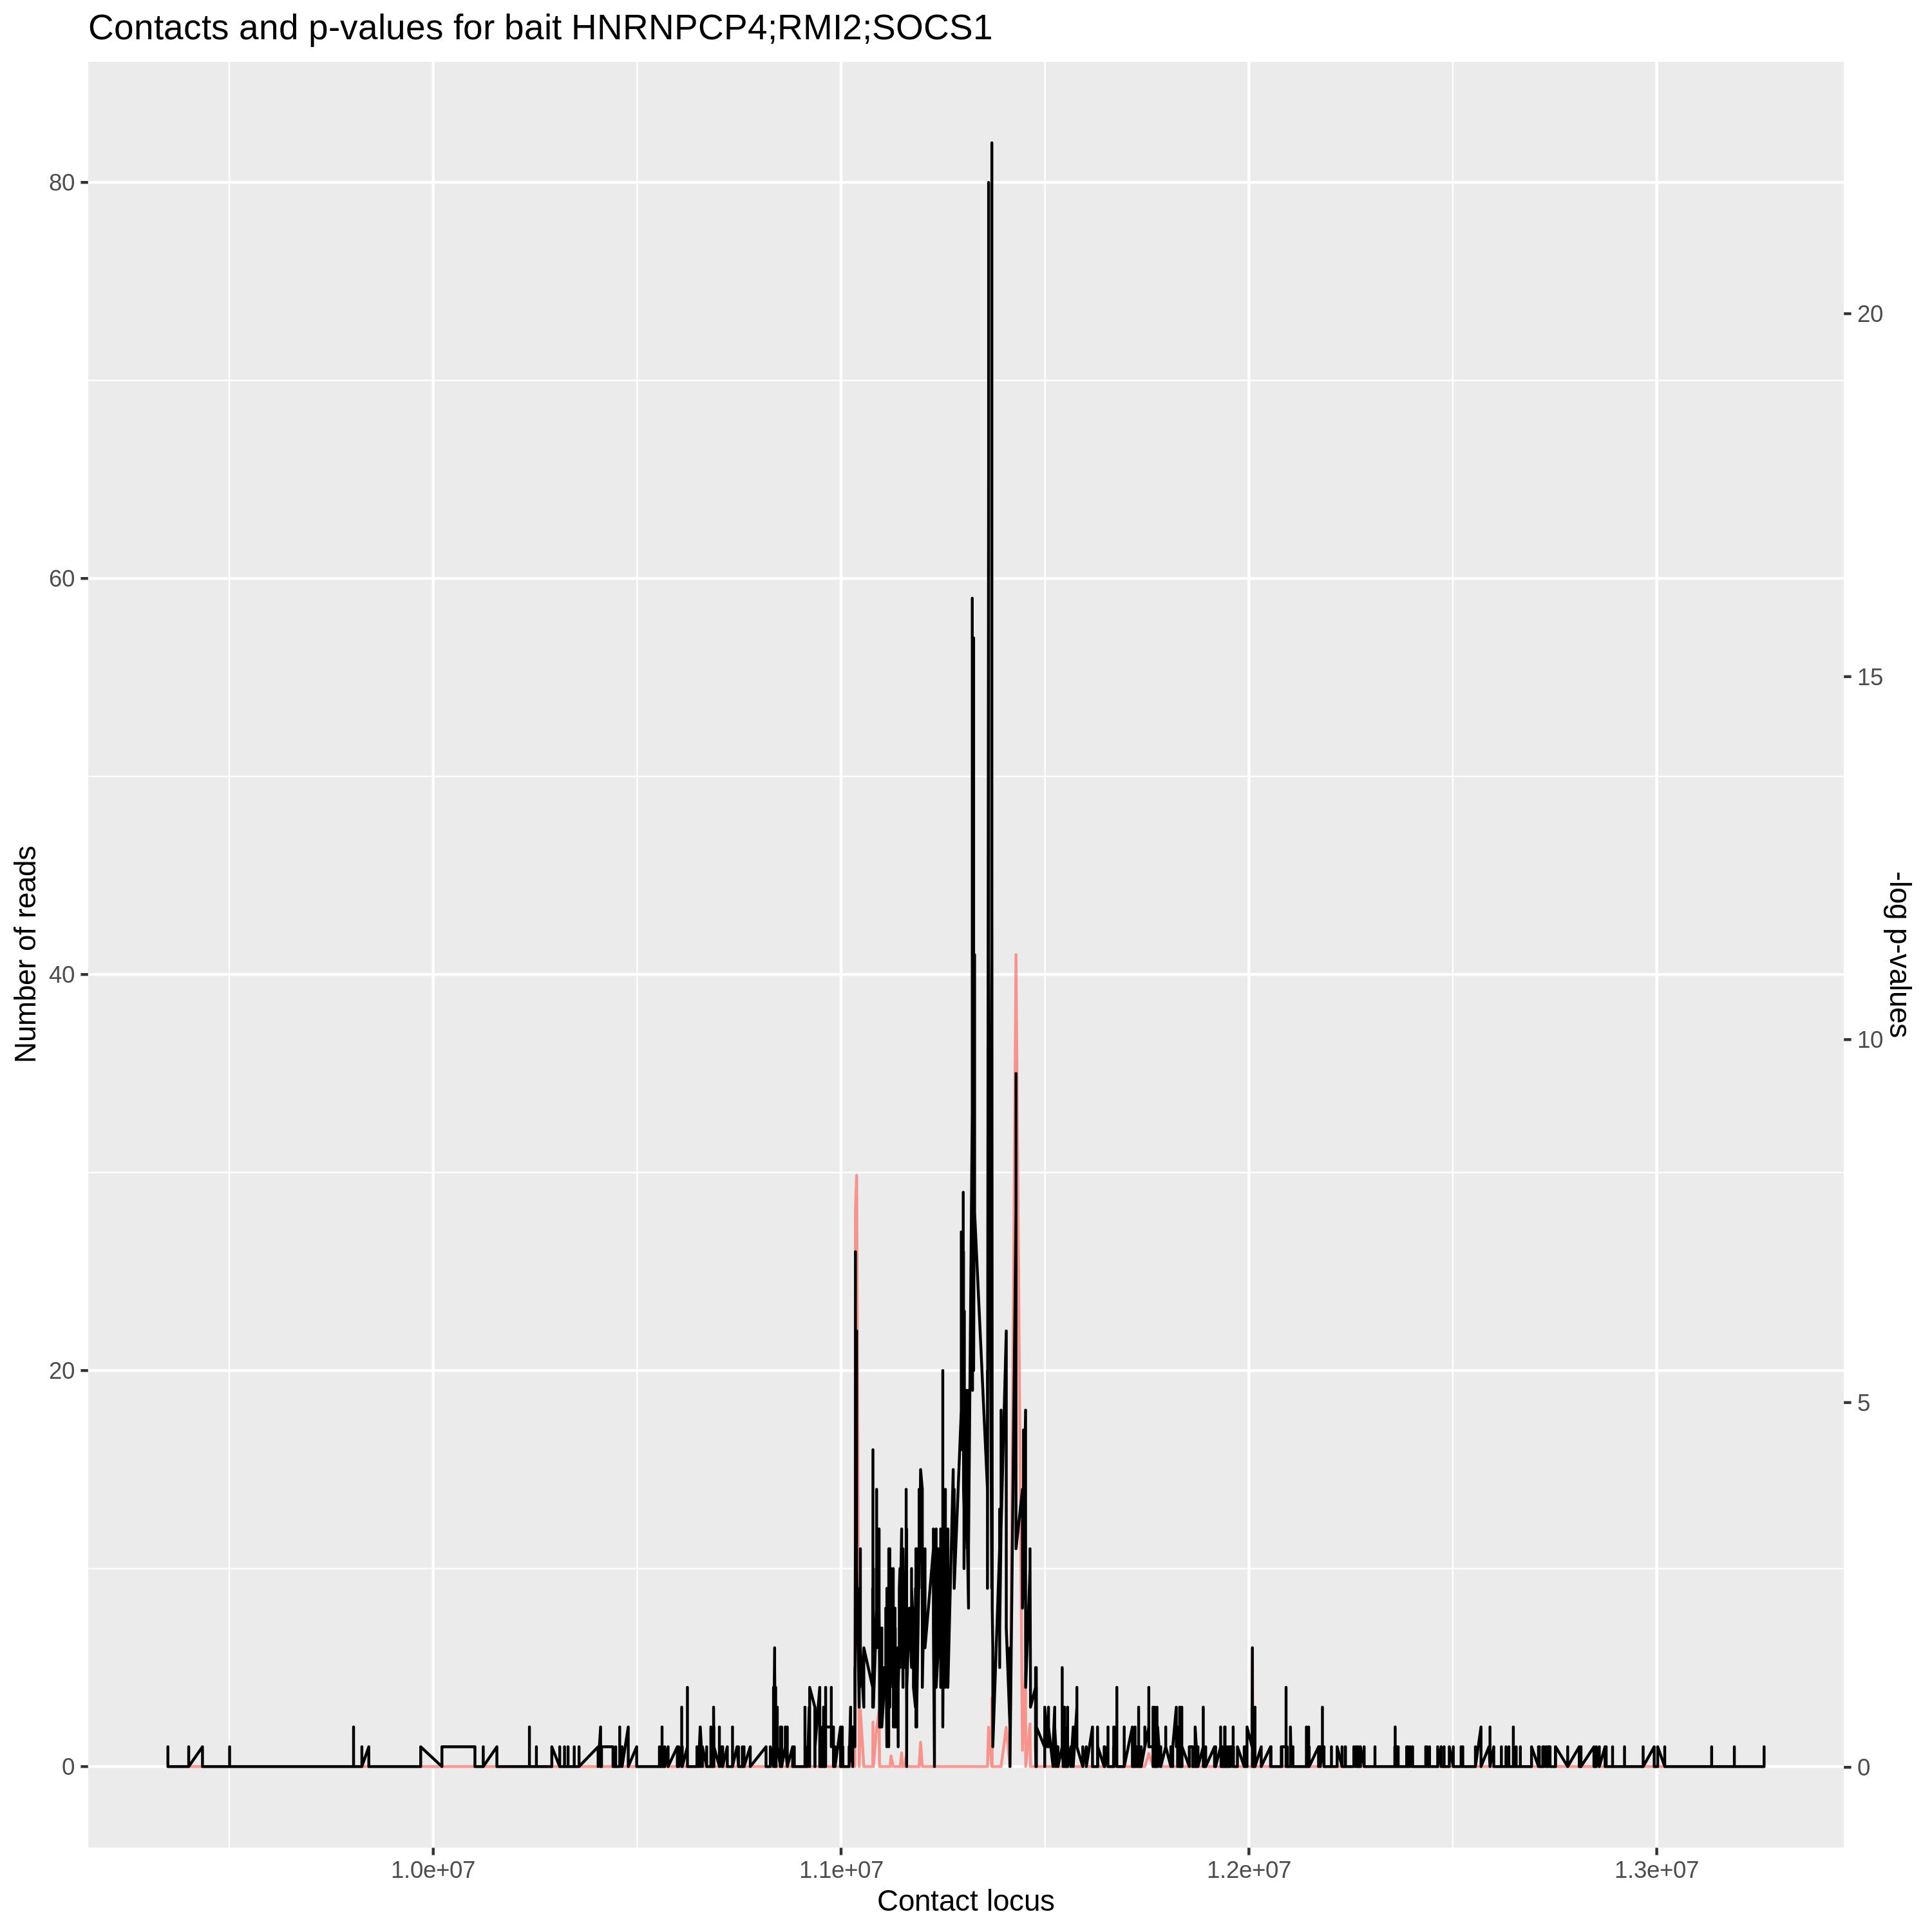 Contacts and p-values for bait HNRNPCP4;RMI2;SOCS1
Number of reads
80
60
40
20
0
20
15
10
5
0
-log p-values
1.0e+07
1.1e+07
1.2e+07
1.3e+07
Contact locus